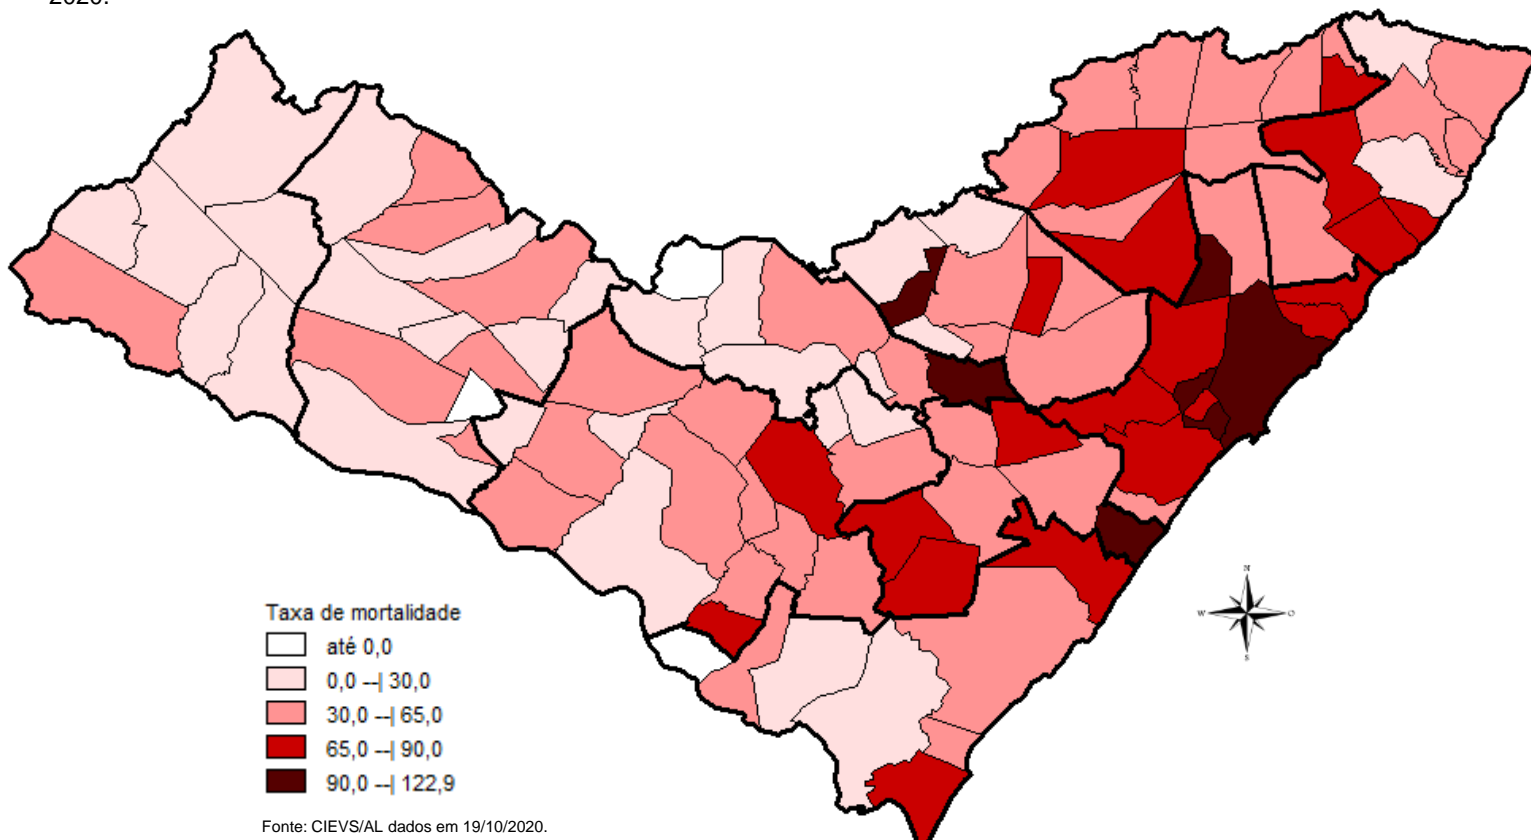 2020.
Taxa de mortalidade
até 0,0
0,0 --| 30,0
30,0 --| 65,0
65,0 --| 90,0
90,0 --| 122,9
Fonte: CIEVS/AL dados em 19/10/2020.
N
W
O
S